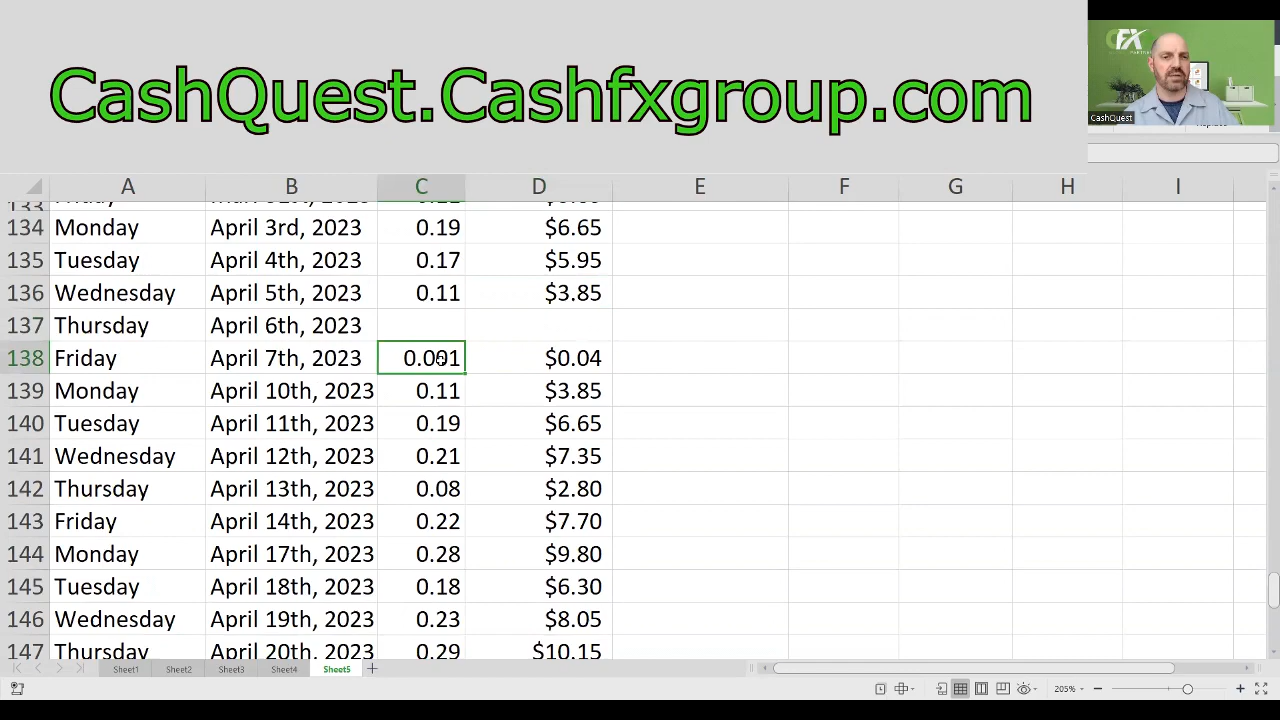 CashQuest.Cashfxgroup.com
CFX
CashQuest
A B C D E F G H I
133
134 Monday April 3rd, 2023 0.19 $6.65
135 Tuesday April 4th, 2023 0.17 $5.95
136 Wednesday April 5th, 2023 0.11 $3.85
137 Thursday April 6th, 2023
138 Friday April 7th, 2023 0.001 $0.04
139 Monday April 10th, 2023 0.11 $3.85
140 Tuesday April 11th, 2023 0.19 $6.65
141 Wednesday April 12th, 2023 0.21 $7.35
142 Thursday April 13th, 2023 0.08 $2.80
143 Friday April 14th, 2023 0.22 $7.70
144 Monday April 17th, 2023 0.28 $9.80
145 Tuesday April 18th, 2023 0.18 $6.30
146 Wednesday April 19th, 2023 0.23 $8.05
147 Thursday April 20th, 2023 0.29 $10.15
Sheet1 Sheet2 Sheet3 Sheet4 Sheet5
205%